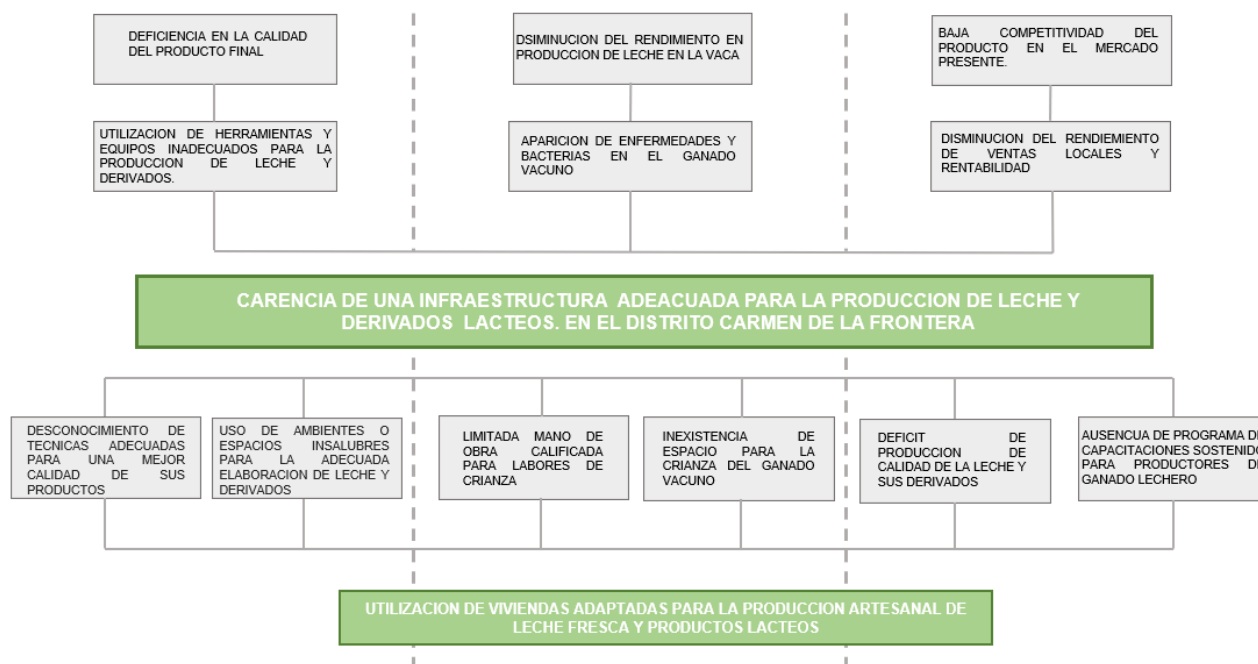 DEFICIENCIA EN LA CALIDAD
DEL PRODUCTO FINAL
DSIMINUCION DEL RENDIMIENTO EN
PRODUCCION DE LECHE EN LA VACA
BAJA COMPETITIVIDAD DEL
PRODUCTO EN EL MERCADO
PRESENTE.
UTILIZACION DE HERRAMIENTAS Y
EQUIPOS INADECUADOS PARA LA
PRODUCCION DE LECHE Y
DERIVADOS.
APARICION DE ENFERMEDADES Y
BACTERIAS EN EL GANADO
VACUNO
DISMINUCION DEL RENDIEMIENTO
DE VENTAS LOCALES Y
RENTABILIDAD
CARENCIA DE UNA INFRAESTRUCTURA ADEACUADA PARA LA PRODUCCION DE LECHE Y
DERIVADOS LACTEOS. EN EL DISTRITO CARMEN DE LA FRONTERA
DESCONOCIMIENTO DE
TECNICAS ADECUADAS
PARA UNA MEJOR
CALIDAD DE SUS
PRODUCTOS
USO DE AMBIENTES O
ESPACIOS INSALUBRES
PARA LA ADECUADA
ELABORACION DE LECHE Y
DERIVADOS
LIMITADA MANO DE
OBRA CALIFICADA
PARA LABORES DE
CRIANZA
INEXISTENCIA DE
ESPACIO PARA LA
CRIANZA DEL GANADO
VACUNO
DEFICIT DE
PRODUCCION DE
CALIDAD DE LA LECHE Y
SUS DERIVADOS
AUSENCUA DE PROGRAMA DE
CAPACITACIONES SOSTENIDO
PARA PRODUCTORES DE
GANADO LECHERO
UTILIZACION DE VIVIENDAS ADAPTADAS PARA LA PRODUCCION ARTESANAL DE
LECHE FRESCA Y PRODUCTOS LACTEOS